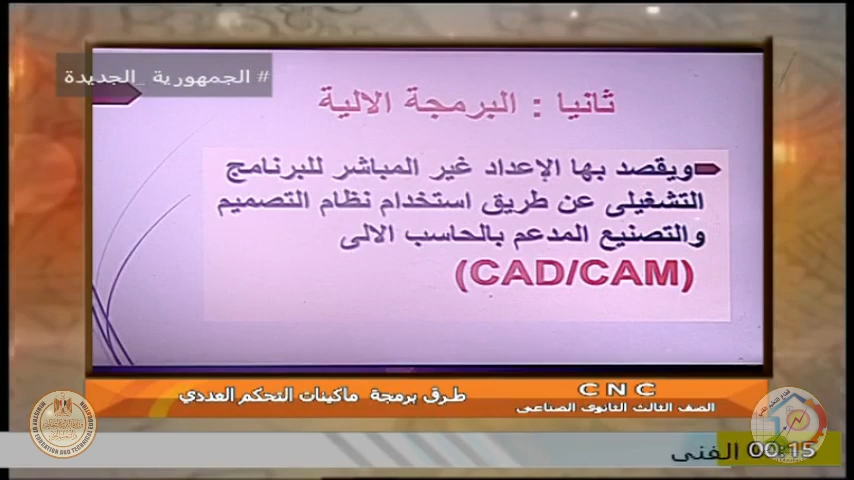 # الجمهورية _الجديدة
ثانيا : البرمجة الالية
ويقصد بها الإعداد غير المباشر للبرنامج
التشغيلى عن طريق استخدام نظام التصميم
والتصنيع المدعم بالحاسب الالى
(CAD/CAM)
CNC
طرق برمجة ماكينات التحكم العددي
الصف الثالث الثانوى الصناعى
الفنى
00:15